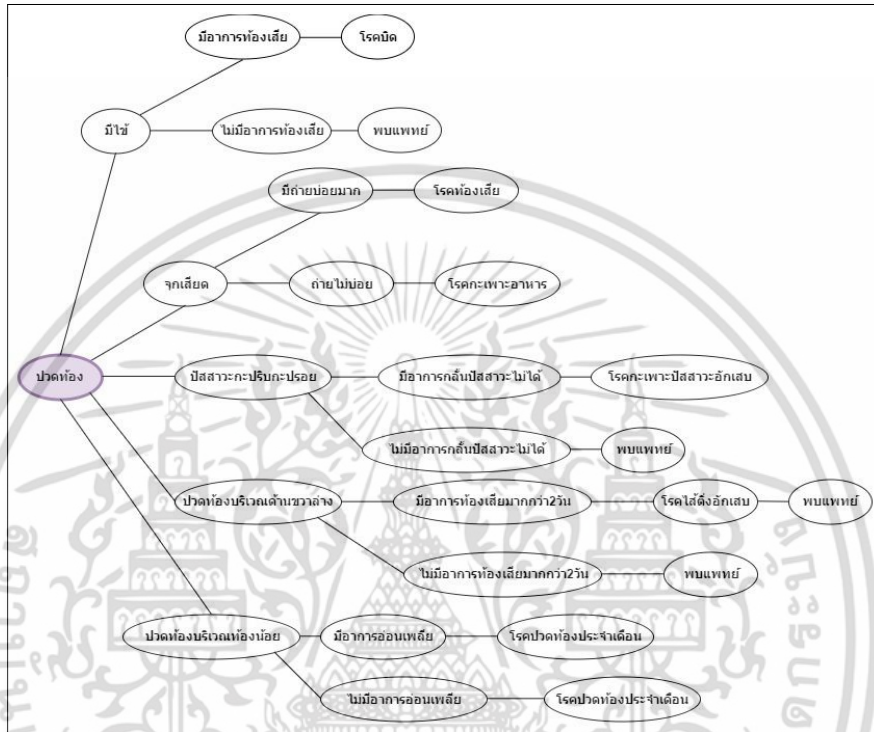 มีอาการท้องเสีย
โรคบิด
มีไข้
ไม่มีอาการท้องเสีย
พบแพทย์
มีถ่ายบ่อยมาก
โรคท้องเสีย
จุกเสียด
ถ่ายไม่บ่อย
โรคกะเพาะอาหาร
ปวดท้อง
ปัสสาวะกะปริบกะปรอย
มีอาการกลั้นปัสสาวะไม่ได้
โรคกะเพาะปัสสาวะอักเสบ
ไม่มีอาการกลั้นปัสสาวะไม่ได้
พบแพทย์
ปวดท้องบริเวณด้านขวาล่าง
มีอาการท้องเสียมากกว่า2วัน
โรคไส้ติ่งอักเสบ
พบแพทย์
ไม่มีอาการท้องเสียมากกว่า2วัน
พบแพทย์
ปวดท้องบริเวณท้องน้อย
มีอาการอ่อนเพลีย
โรคปวดท้องประจำเดือน
ไม่มีอาการอ่อนเพลีย
โรคปวดท้องประจำเดือน